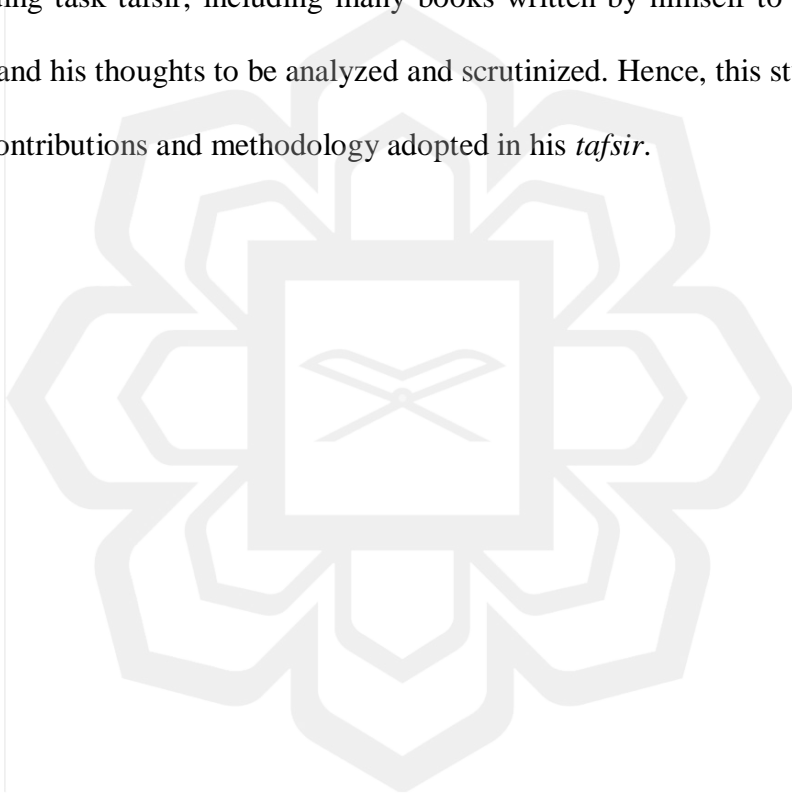 ing task tafsir, including many books written by himself to
and his thoughts to be analyzed and scrutinized. Hence, this st
ontributions and methodology adopted in his tafsir.